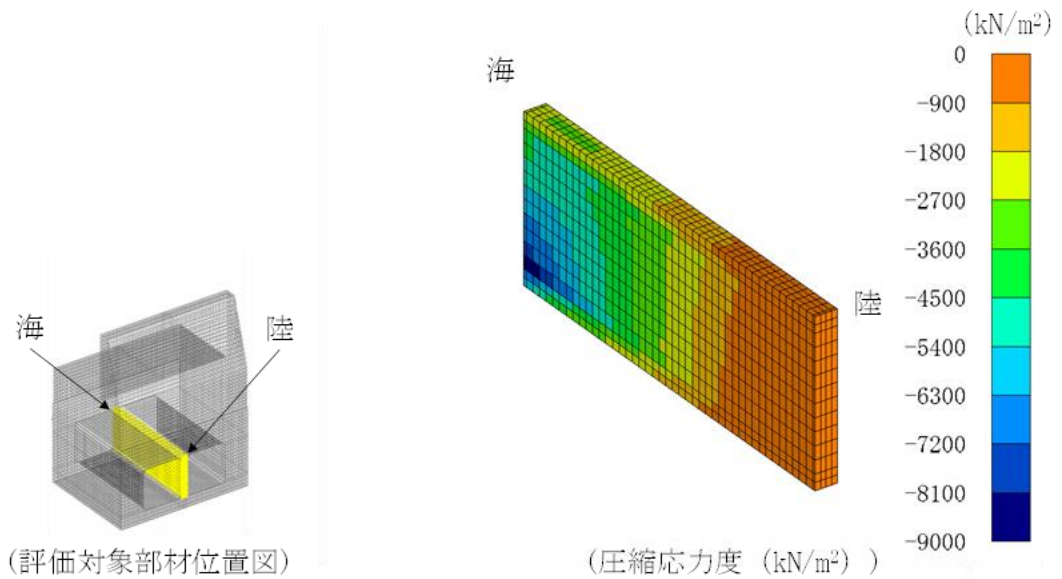 (kN/m²)
0
-900
-1800
-2700
-3600
-4500
-5400
-6300
-7200
-8100
-9000
海
陸
海
陸
(評価対象部材位置図)
(圧縮応力度 (kN/m²) )